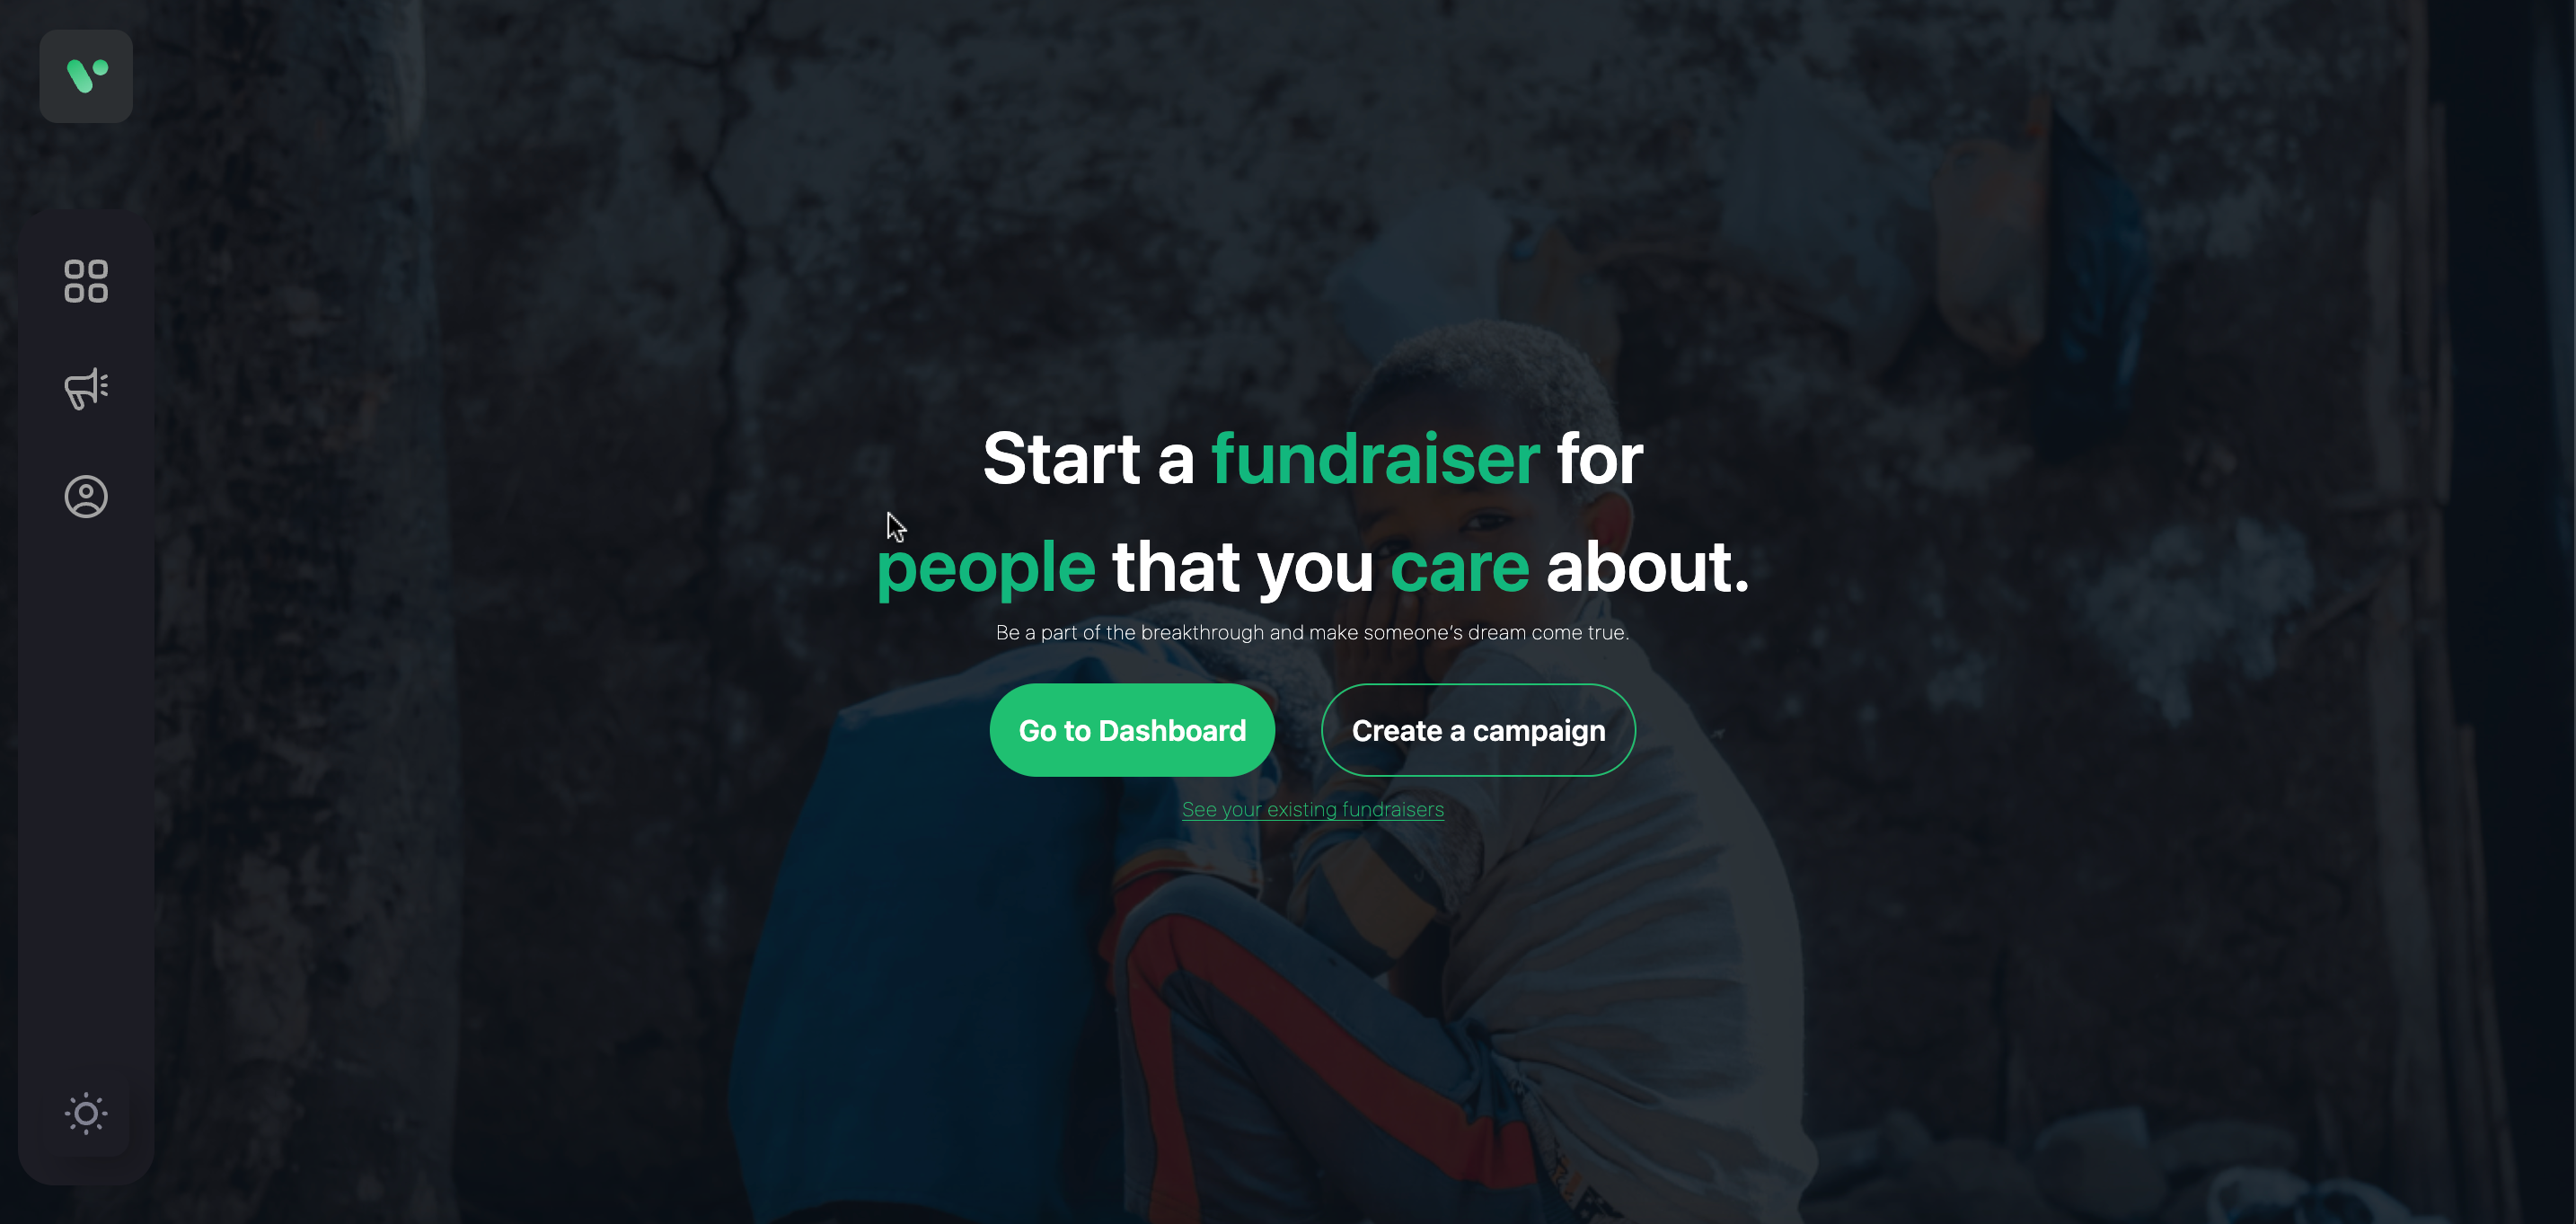 Start a fundraiser for
people that you care about.
Be a part of the breakthrough and make someone's dream come true.
Go to Dashboard
Create a campaign
See your existing fundraisers